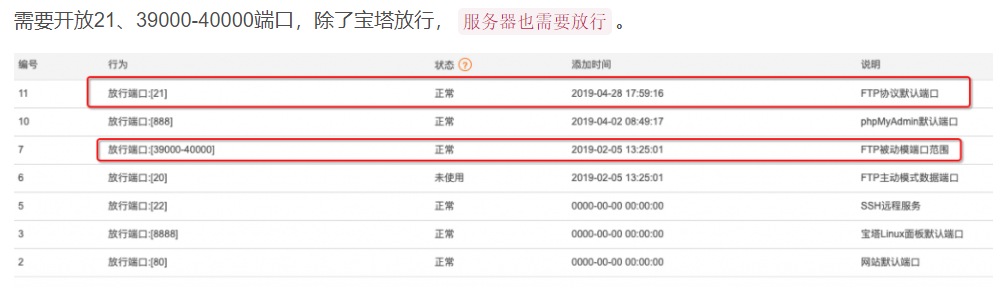 需要开放21、39000-40000端口，除了宝塔放行， 服务器也需要放行 。
编号 行为 状态 ? 添加时间 说明
11 放行端口:[21] 正常 2019-04-28 17:59:16 FTP协议默认端口
10 放行端口:[888] 正常 2019-04-02 08:49:17 phpMyAdmin默认端口
7 放行端口:[39000-40000] 正常 2019-02-05 13:25:01 FTP被动模端口范围
6 放行端口:[20] 未使用 2019-02-05 13:25:01 FTP主动模式数据端口
5 放行端口:[22] 正常 0000-00-00 00:00:00 SSH远程服务
3 放行端口:[8888] 正常 0000-00-00 00:00:00 宝塔Linux面板默认端口
2 放行端口:[80] 正常 0000-00-00 00:00:00 网站默认端口